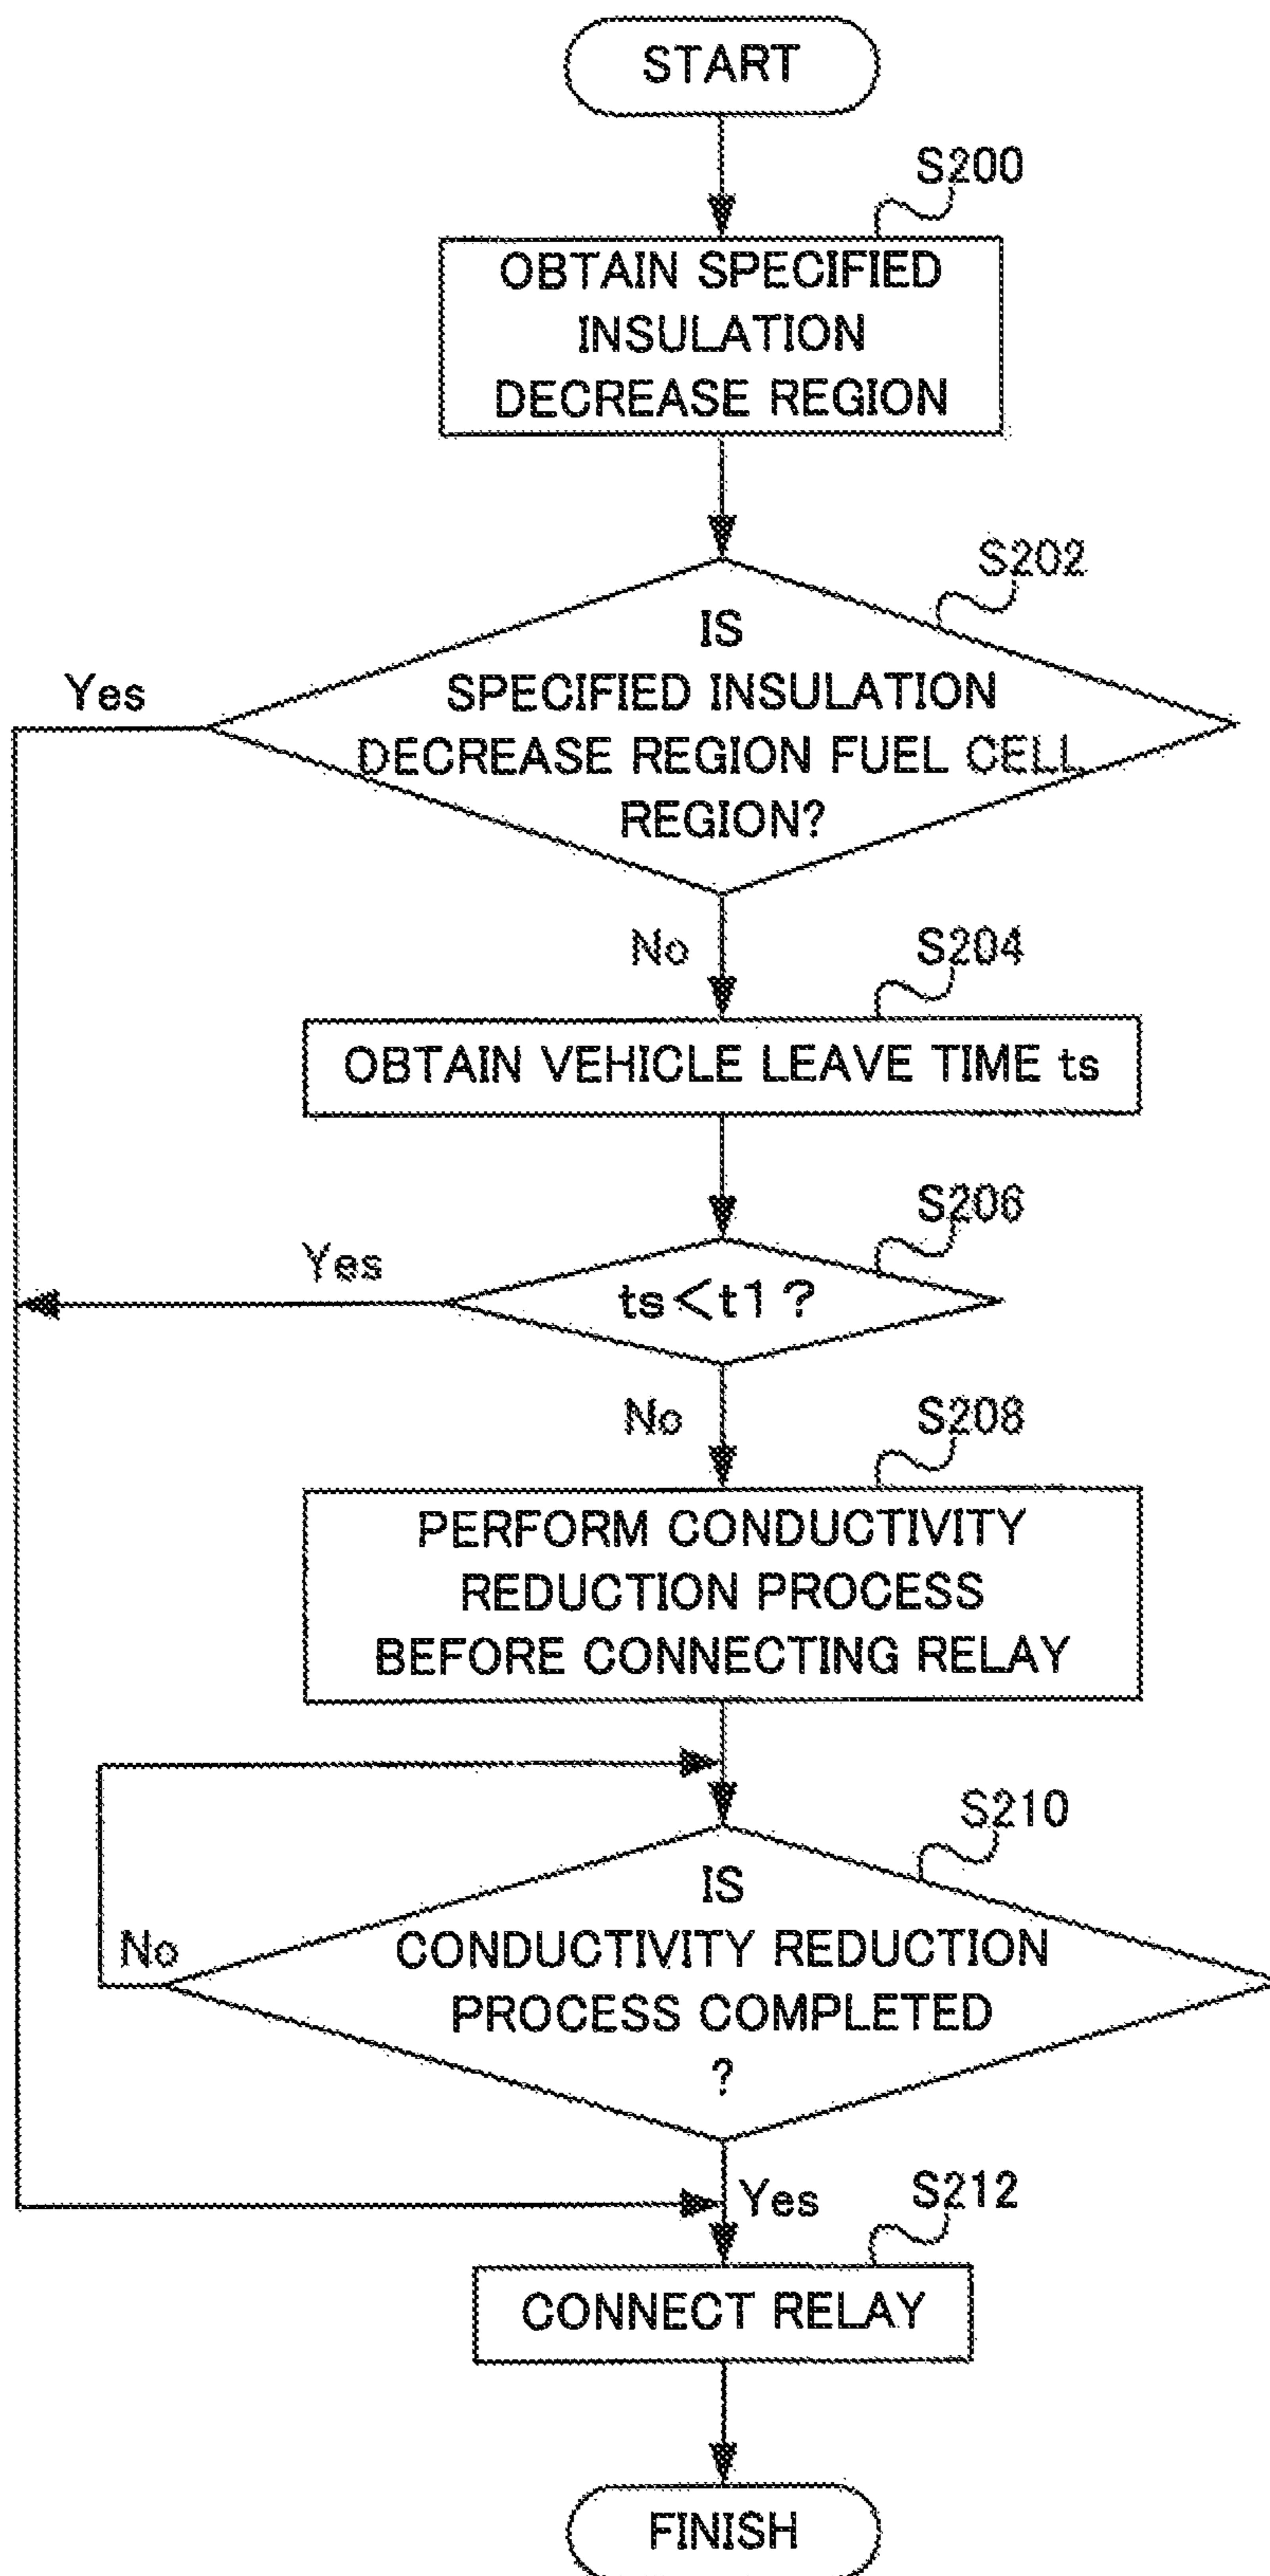 START
S200
OBTAIN SPECIFIED
INSULATION
DECREASE REGION
S202
IS
SPECIFIED INSULATION
DECREASE REGION FUEL CELL
REGION?
Yes
No
S204
OBTAIN VEHICLE LEAVE TIME ts
S206
Yes
ts<t1?
No
S208
PERFORM CONDUCTIVITY
REDUCTION PROCESS
BEFORE CONNECTING RELAY
S210
IS
CONDUCTIVITY REDUCTION
PROCESS COMPLETED
?
No
Yes
S212
CONNECT RELAY
FINISH